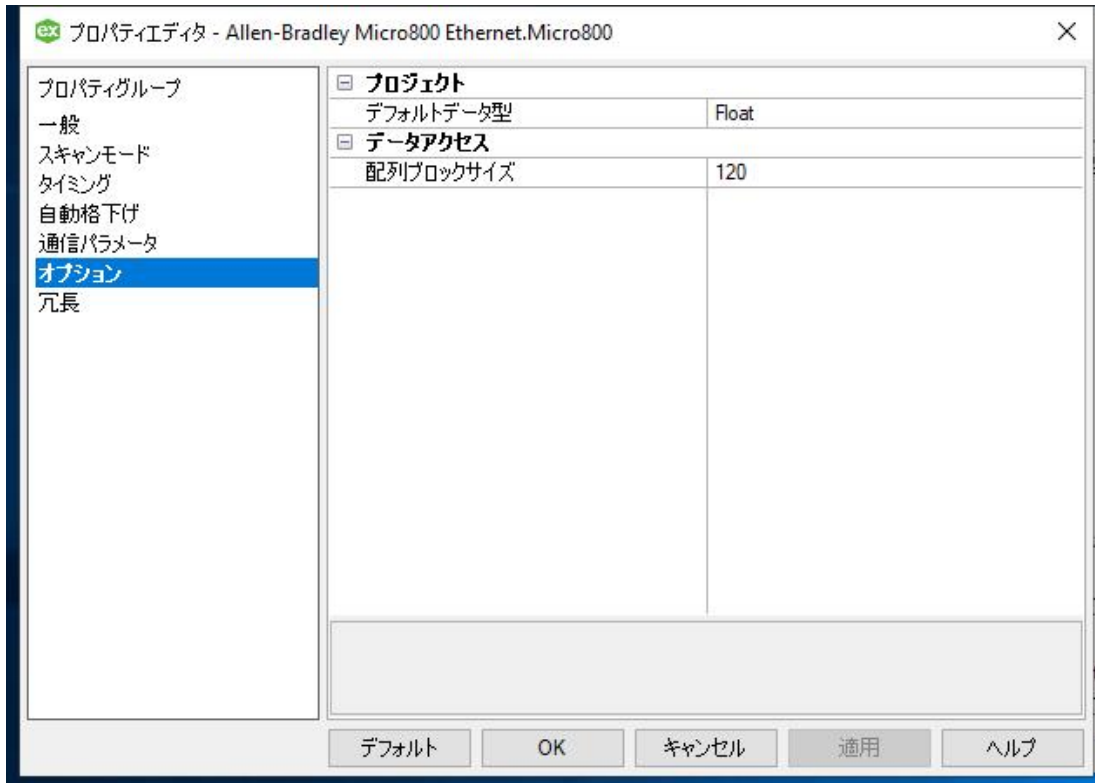 ex プロパティエディタ - Allen-Bradley Micro800 Ethernet.Micro800
プロパティグループ
一般
スキャンモード
タイミング
自動格下げ
通信パラメータ
オプション
冗長
プロジェクト
デフォルトデータ型 Float
データアクセス
配列ブロックサイズ 120
デフォルト OK キャンセル 適用 ヘルプ